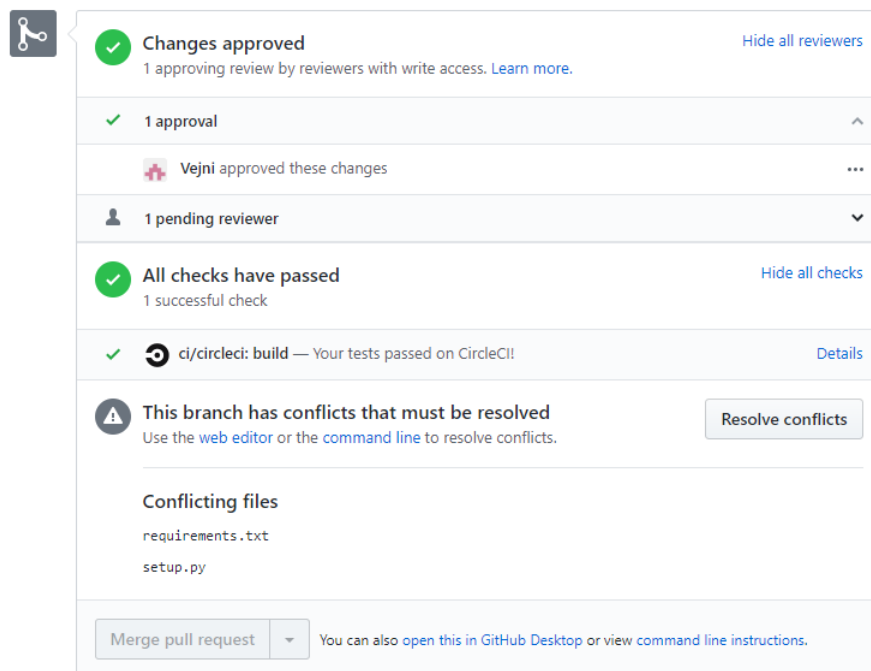 Changes approved
Hide all reviewers
1 approving review by reviewers with write access. Learn more.
1 approval
Vejni approved these changes
1 pending reviewer
All checks have passed
Hide all checks
1 successful check
ci/circleci: build — Your tests passed on CircleCI!
Details
This branch has conflicts that must be resolved
Resolve conflicts
Use the web editor or the command line to resolve conflicts.
Conflicting files
requirements.txt
setup.py
Merge pull request
You can also open this in GitHub Desktop or view command line instructions.